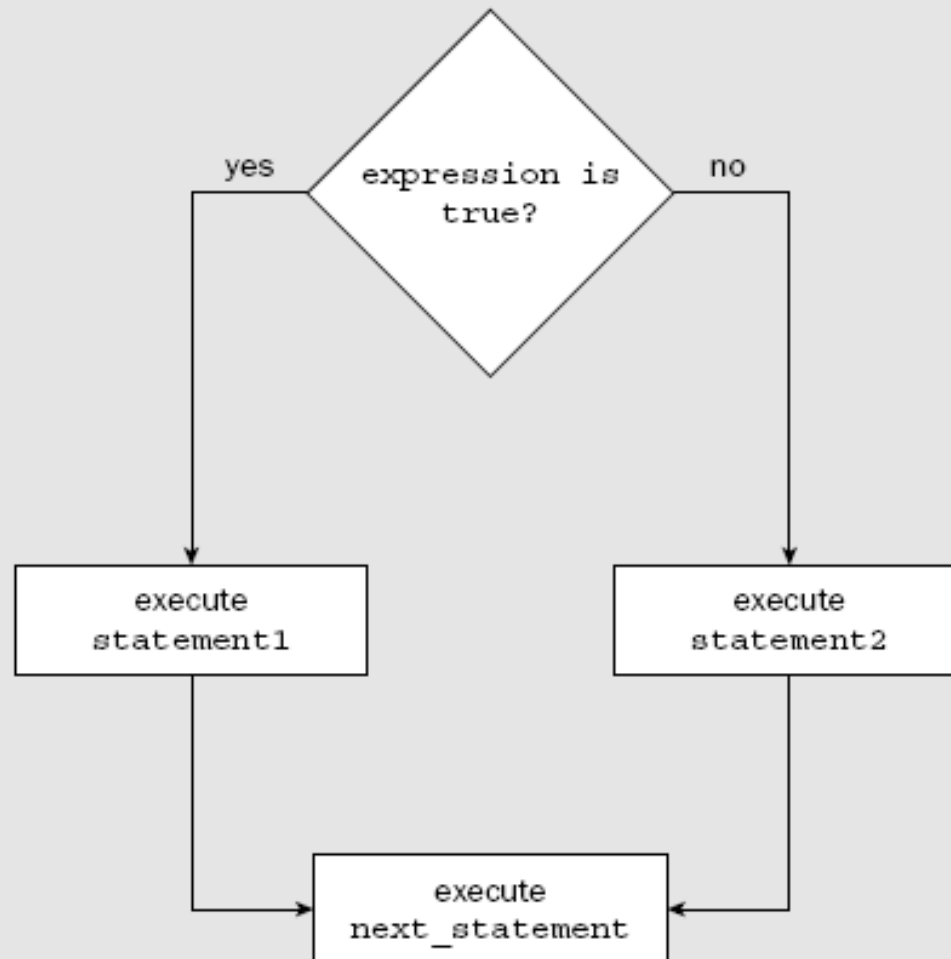 yes
expression is
true?
no
execute
statement1
execute
statement2
execute
next_statement